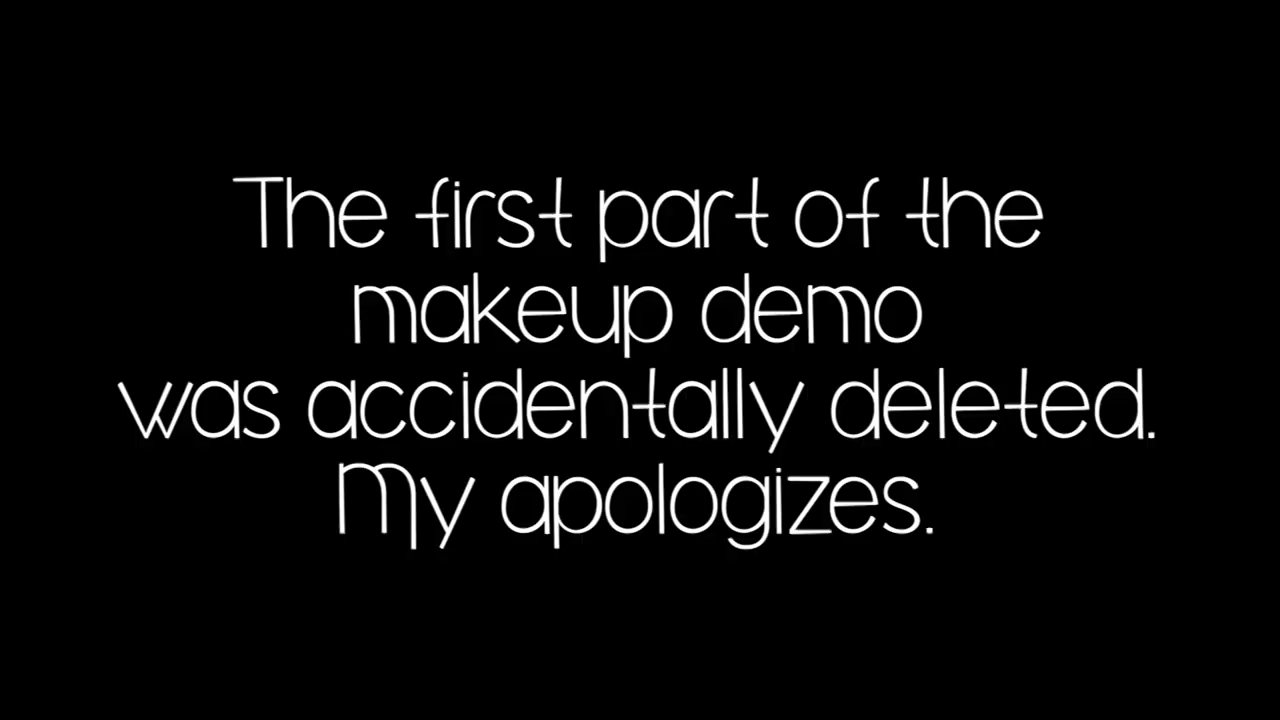 The first part of the
makeup demo
was accidentally deleted.
My apologizes.